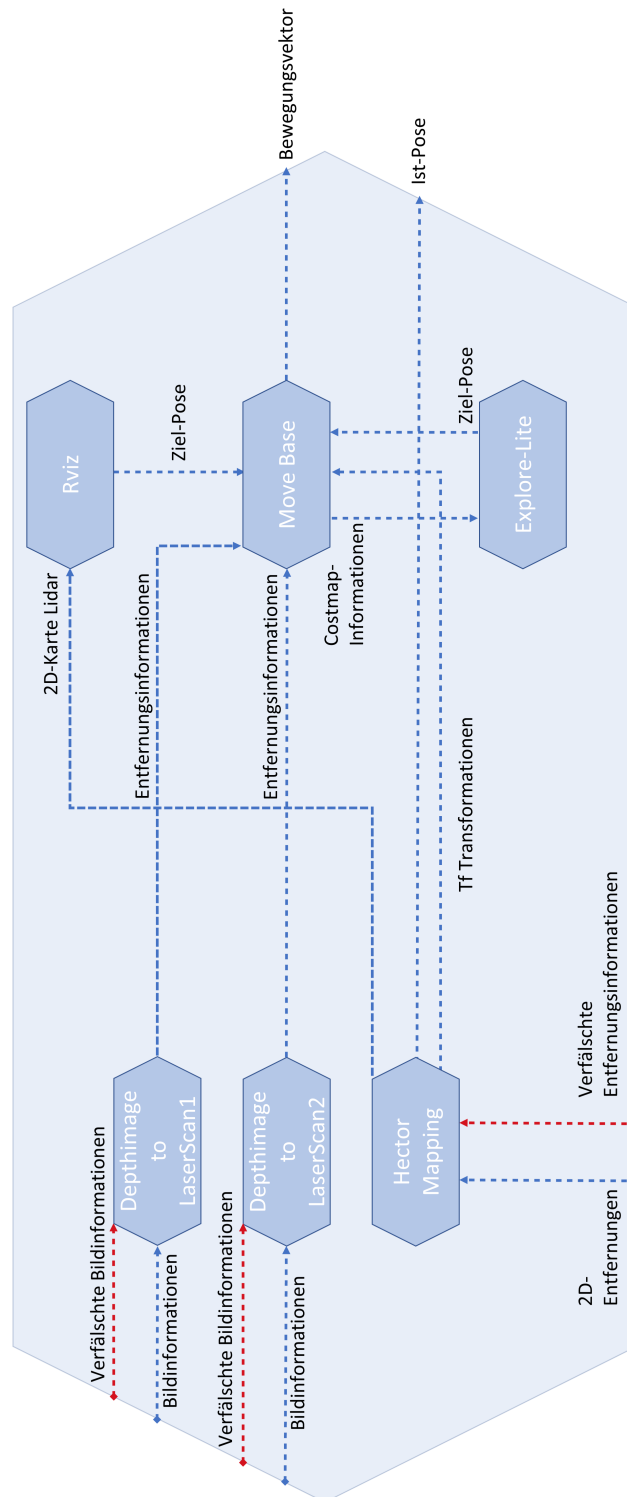 Verfälschte Bildinformationen
Bildinformationen
Verfälschte Bildinformationen
Bildinformationen
Depthimage
to
LaserScan1
Depthimage
to
LaserScan2
Hector
Mapping
2D-
Entfernungen
Verfälschte
Entfernungsinformationen
2D-Karte Lidar
Entfernungsinformationen
Entfernungsinformationen
Costmap-
Informationen
Tf Transformationen
Rviz
Ziel-Pose
Move Base
Ziel-Pose
Explore-Lite
Bewegungsvektor
Ist-Pose